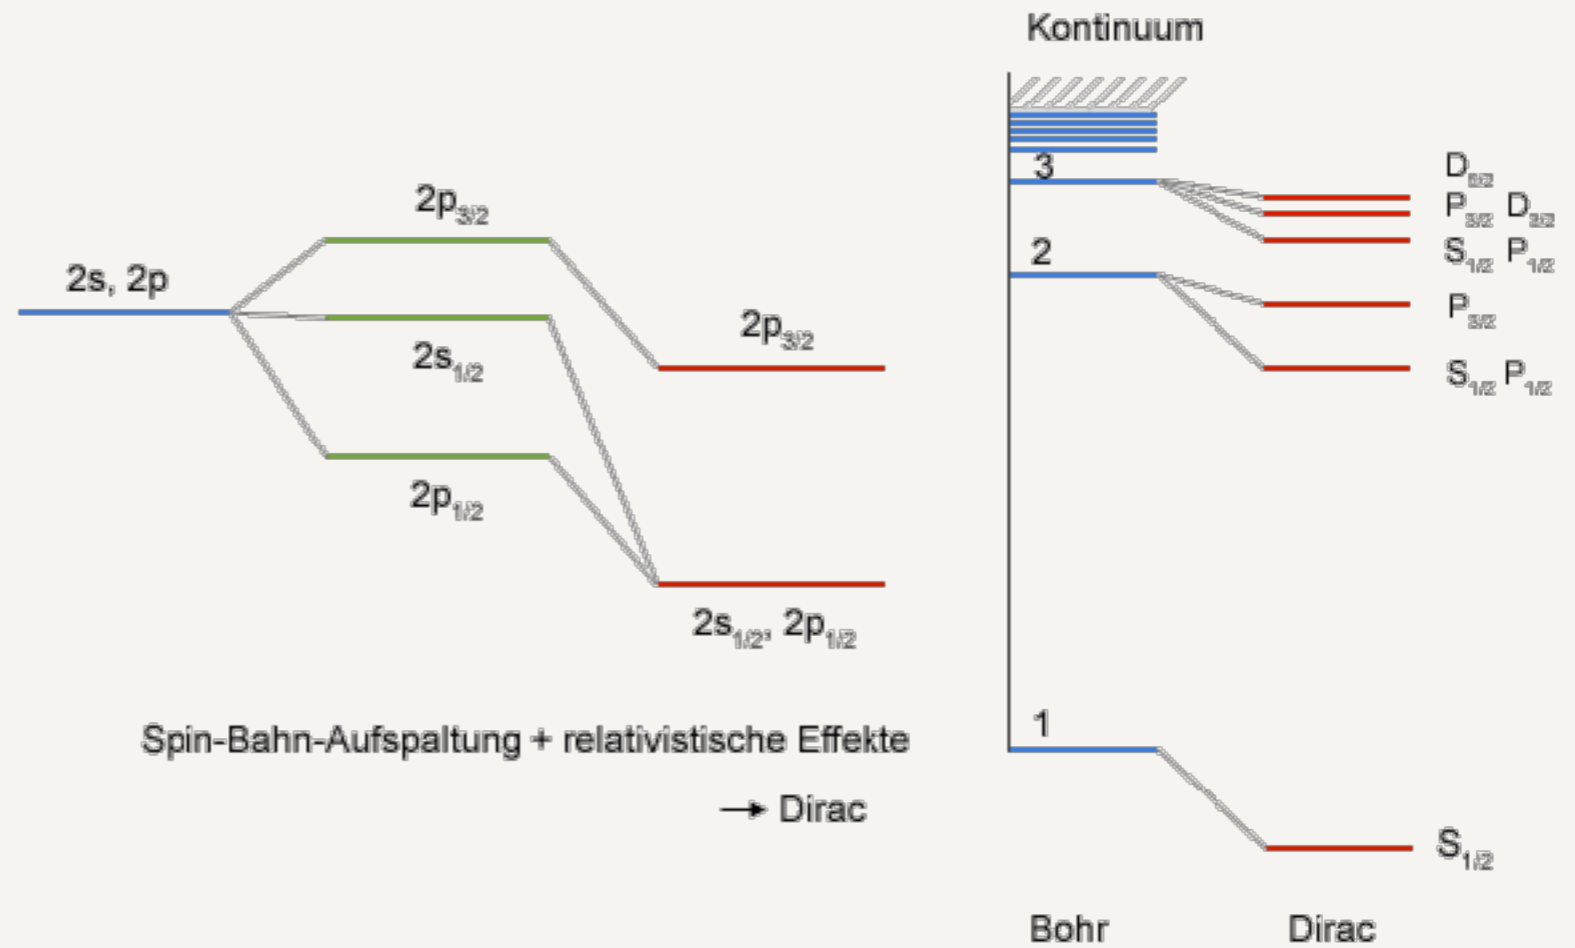 Kontinuum
3
D
P3/2 D3/2
S1/2 P1/2
2
P3/2
S1/2 P1/2
1
S1/2
Bohr Dirac
2s, 2p
2p3/2
2s1/2
2p1/2
2p3/2
2s1/2, 2p1/2
Spin-Bahn-Aufspaltung + relativistische Effekte
→ Dirac